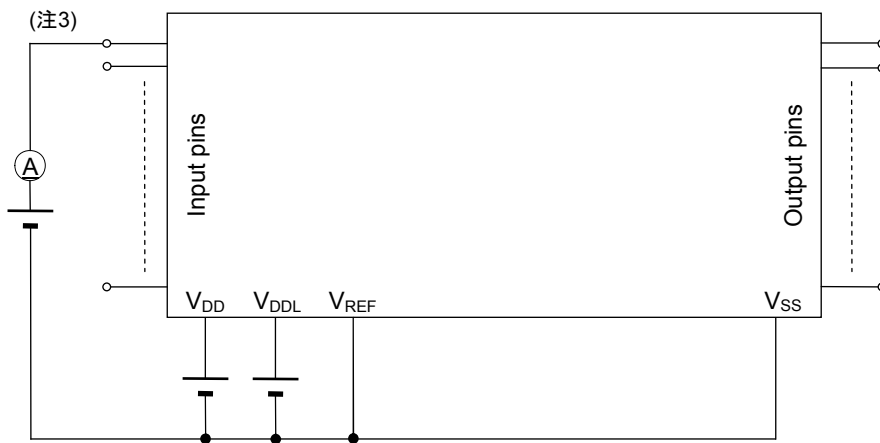 (注3)
A
Input pins
Output pins
VDD
VDDL
VREF
VSS